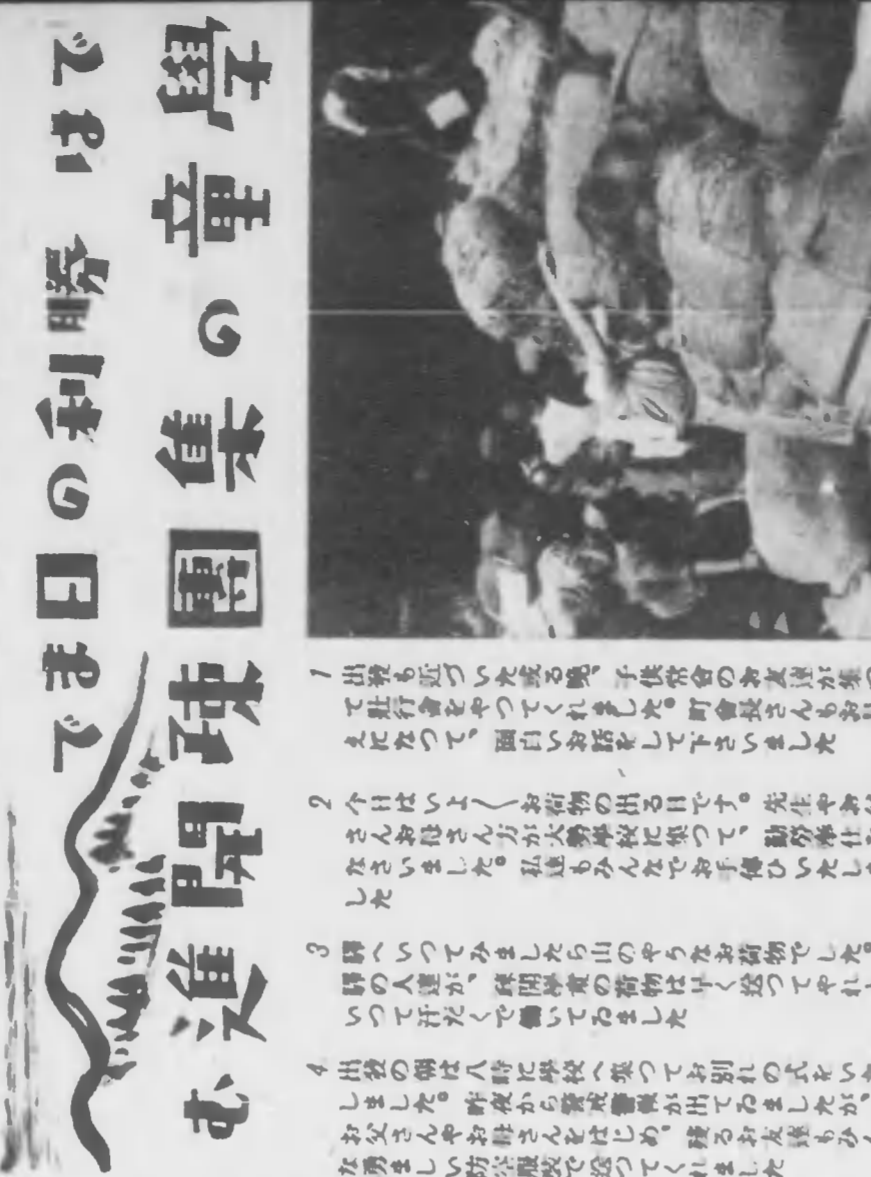 學童の集團疎開進む
では 勝利の日まで
1 出發も近づいた或る晩、子供常會のお友達が集つ
て壯行會をやつてくれました。町會長さんもお見
えになつて、面白いお話をして下さいました
2 今日はいよ〳〵お荷物の出る日です。先生やお父
さんお母さん方が大勢學校に集つて、勤勞奉仕を
なさいました。私達もみんなでお手傳ひいたしま
した
3 驛へいつてみましたら山のやうなお荷物でした。
驛の人達が、疎開學童の荷物は早く送つてやれと
いつて汗だくで働いてゐました
4 出發の朝は八時に學校へ集つてお別れの式をいた
しました。昨夜から警戒警報が出てゐましたが、
お父さんやお母さんをはじめ、殘るお友達もみん
な勇ましい防空服裝で送つてくれました